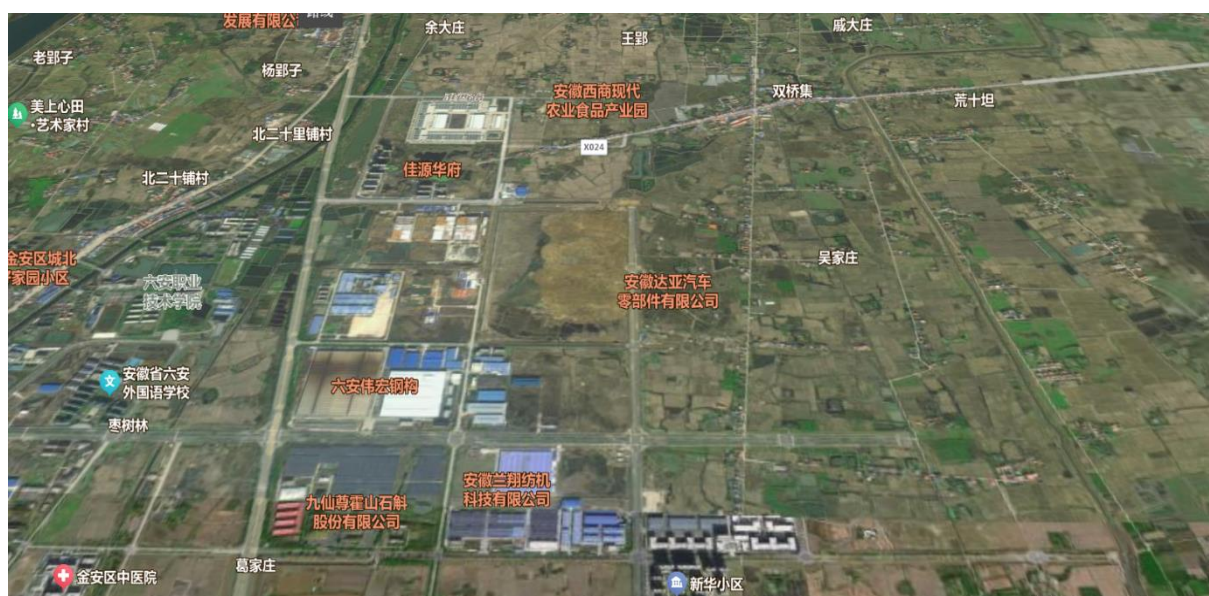 发展有限公
余大庄
王郢
戚大庄
老郢子
杨郢子
安徽西商现代
农业食品产业园
双桥集
荒十坦
美上心田
·艺术家村
北二十里铺村
X024
佳源华府
北二十铺村
吴家庄
金安区城北
家园小区
六安职业
技术学院
安徽达亚汽车
零部件有限公司
安徽省六安
外国语学校
六安伟宏钢构
枣树林
安徽兰翔纺机
科技有限公司
九仙尊霍山石斛
股份有限公司
葛家庄
金安区中医院
新华小区